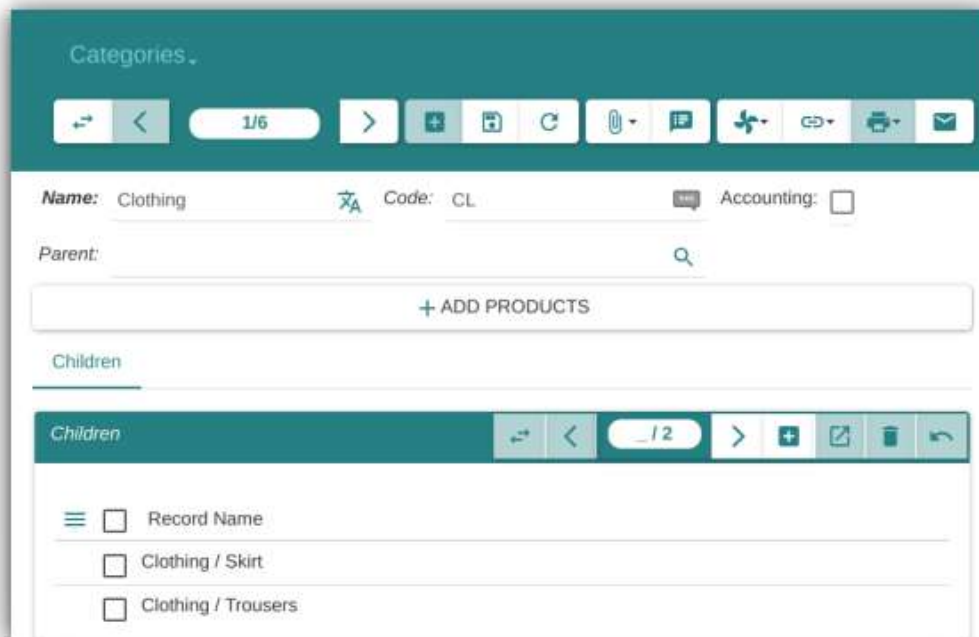 Categories
1/6
Name: Clothing Code: CL Accounting:
Parent:
+ ADD PRODUCTS
Children
Children _ / 2
Record Name
Clothing / Skirt
Clothing / Trousers